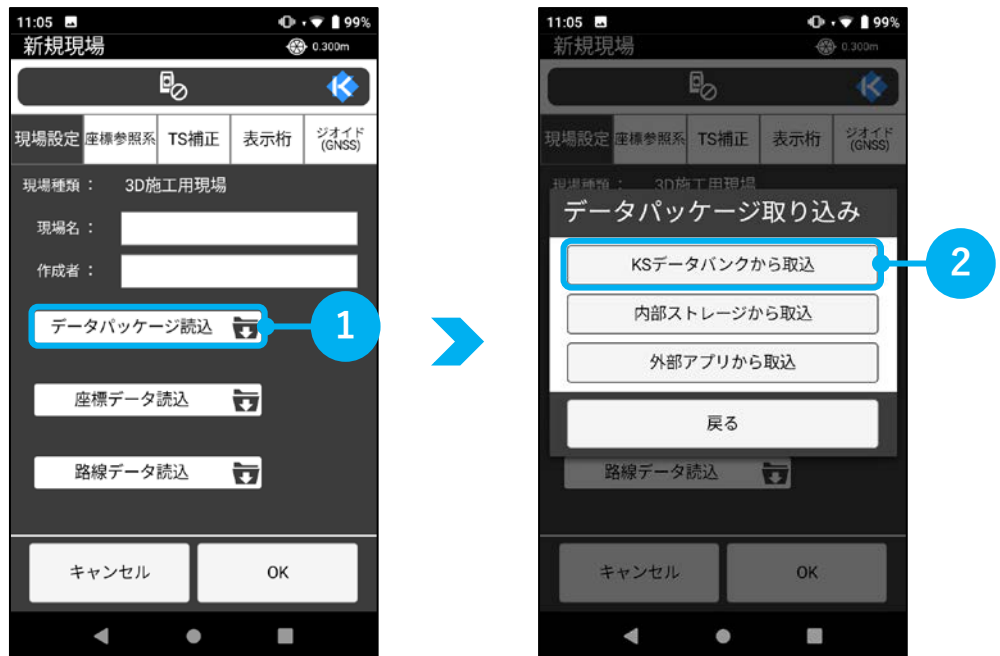 11:05
99%
新規現場
0.300m
現場設定
座標参照系
TS補正
表示桁
ジオイド
(GNSS)
現場種類 : 3D施工用現場
現場名 :
作成者 :
データパッケージ読込
1
座標データ読込
路線データ読込
キャンセル
OK
11:05
99%
新規現場
0.300m
現場設定
座標参照系
TS補正
表示桁
ジオイド
(GNSS)
現場種類 : 3D施工用現場
データパッケージ取り込み
KSデータバンクから取込
2
内部ストレージから取込
外部アプリから取込
戻る
路線データ読込
キャンセル
OK